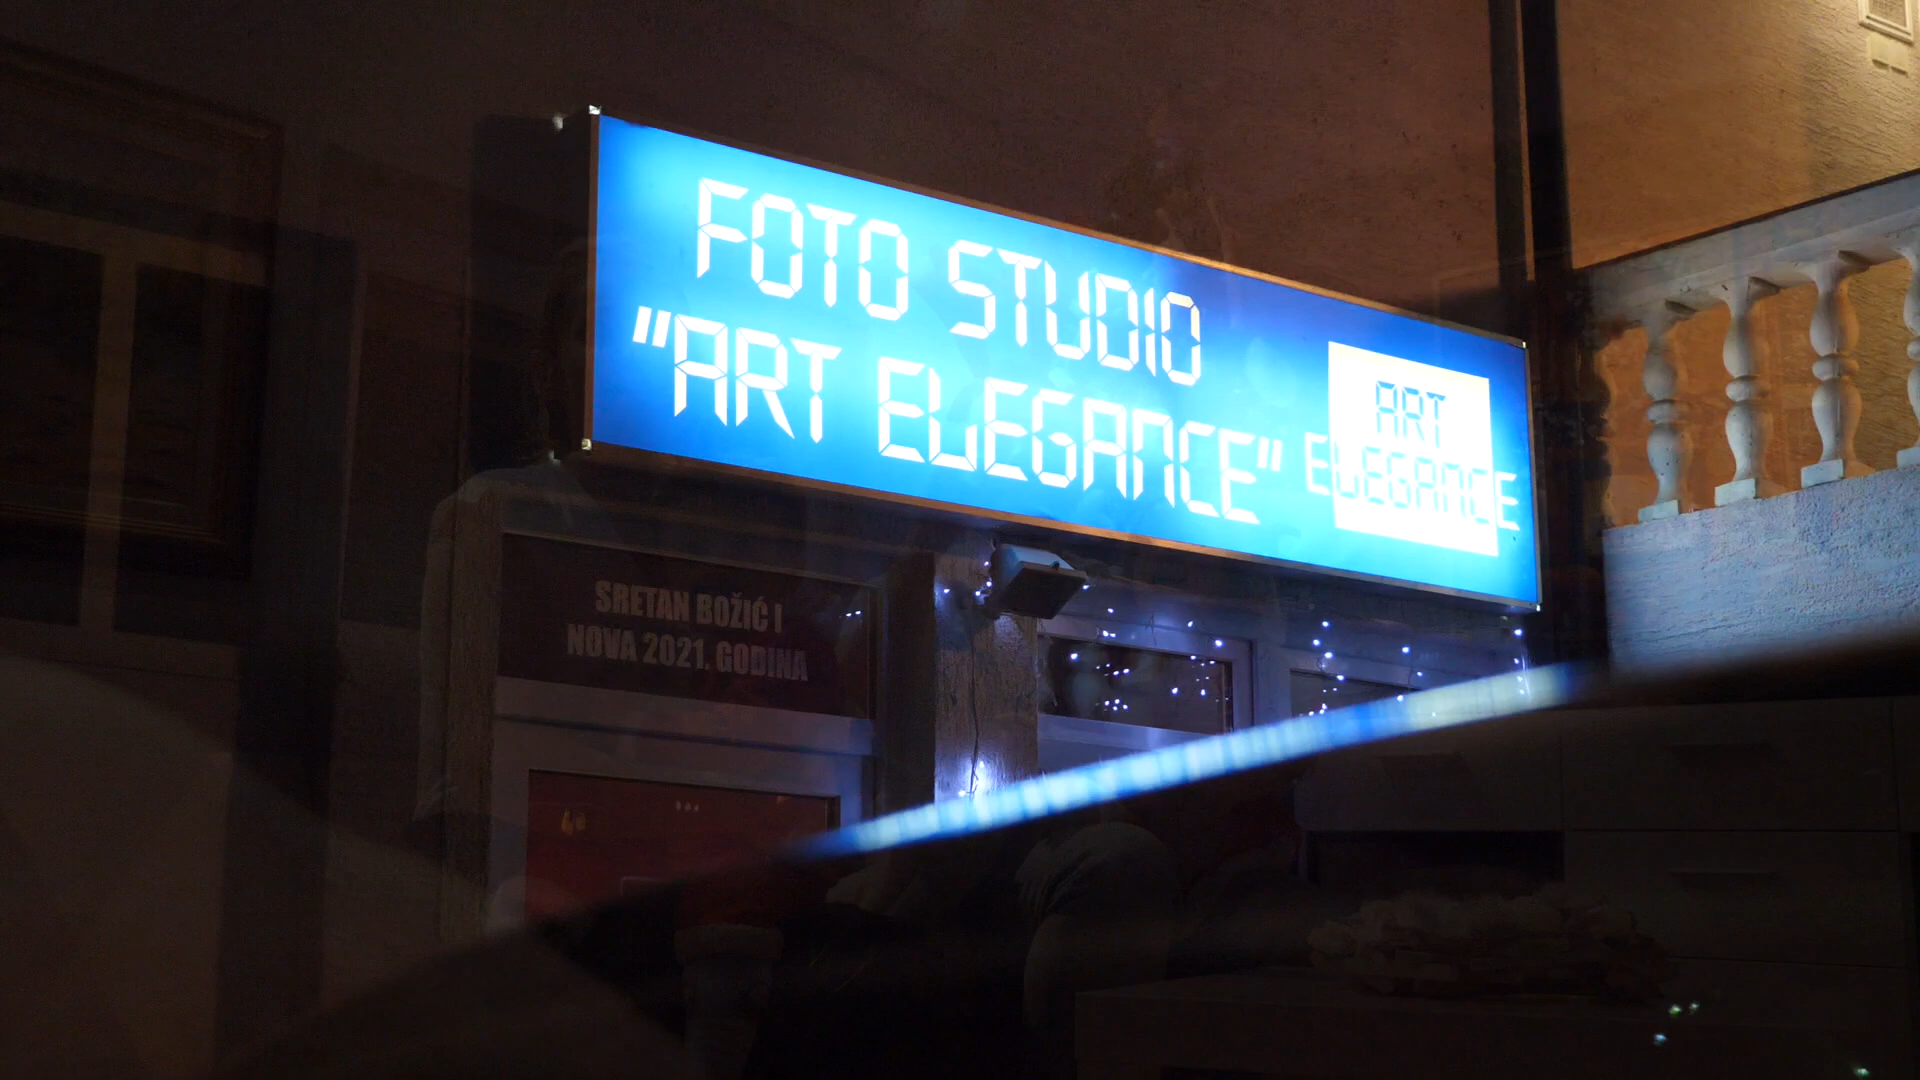 FOTO STUDIO
"ART ELEGANCE"
ART
ELEGANCE
SRETAN BOŽIĆ I
NOVA 2021. GODINA